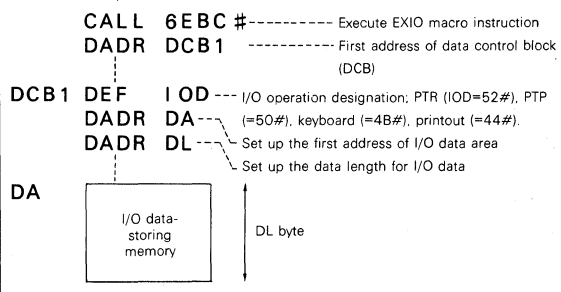 CALL 6EBC# ---------- Execute EXIO macro instruction
DADR DCB1 ---------- First address of data control block
(DCB)
DCB1 DEF IOD --- I/O operation designation; PTR (IOD=52#), PTP
DADR DA (=50#), keyboard (=4B#), printout (=44#).
Set up the first address of I/O data area
DADR DL
Set up the data length for I/O data
DA
I/O data-
storing
memory
DL byte